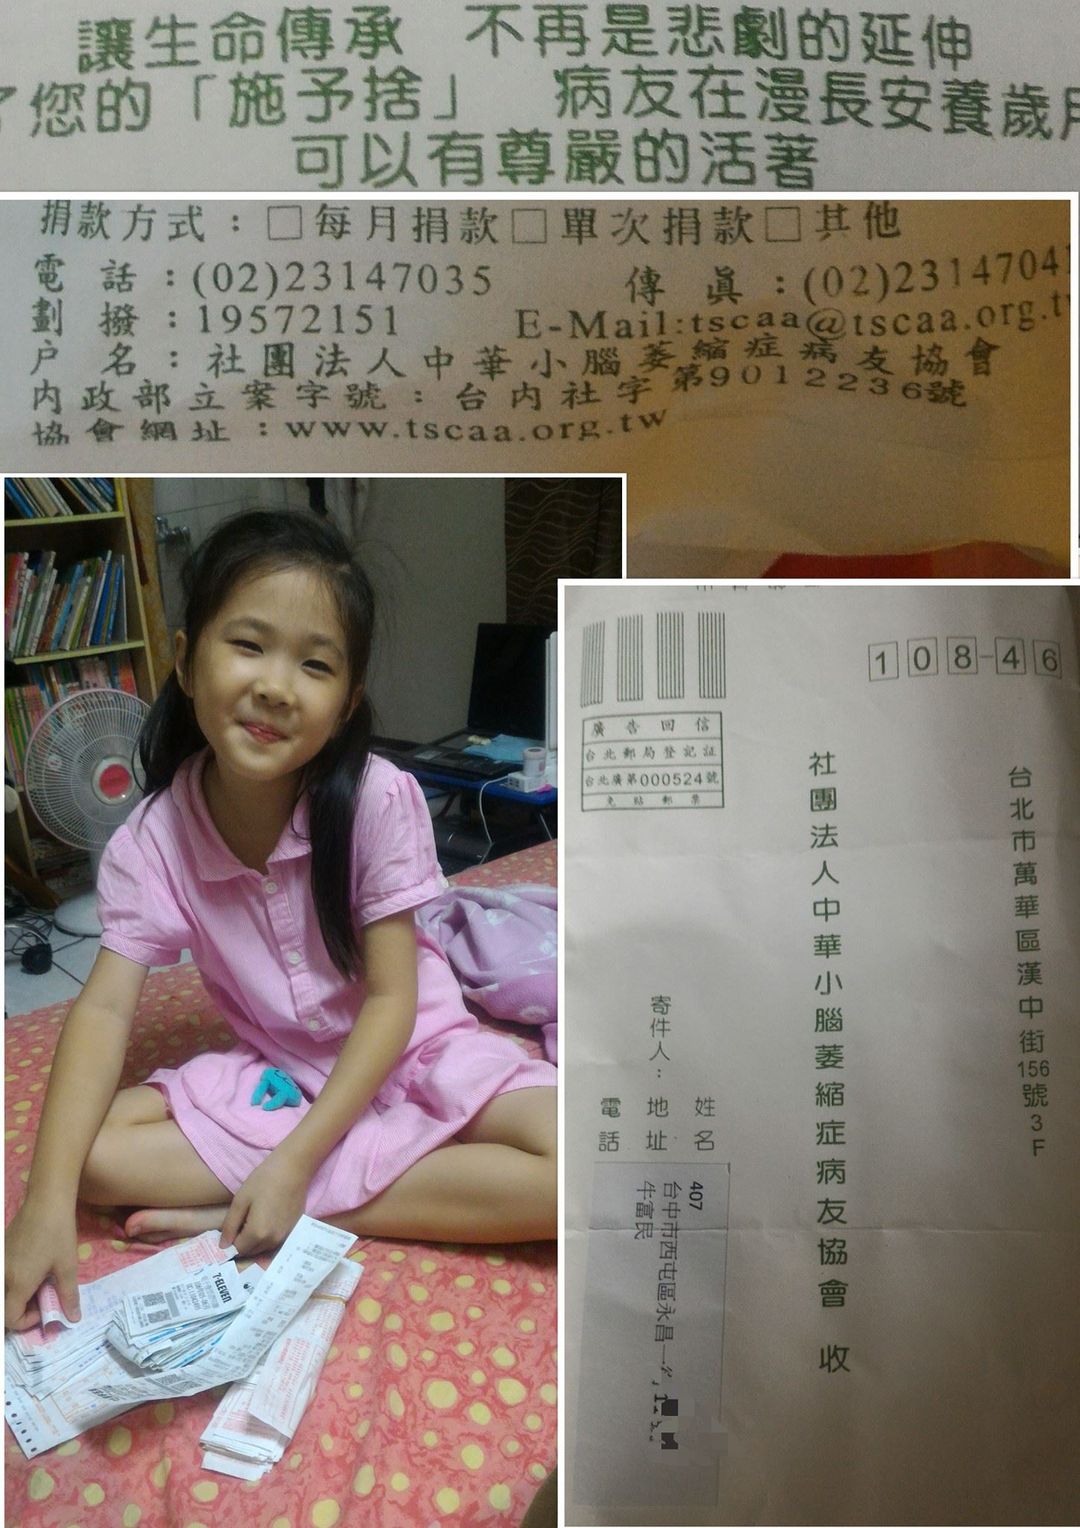 讓生命傳承 不再是悲劇的延伸
了您的「施予捨」 病友在漫長安養歲月
可以有尊嚴的活著
捐款方式：□每月捐款□單次捐款□其他
電話：(02)23147035 傳真：(02)23147041
劃撥：19572151 E-Mail:tscaa@tscaa.org.tw
户名：社團法人中華小腦萎縮症病友協會
内政部立案字號：台内社字第9012236號
協會網址：www.tscaa.org.tw
7-ELEVEN
108-46
廣告回信
台北郵局登記証
台北廣第000524號
免貼郵票
台北市萬華區漢中街156號3F
社團法人中華小腦萎縮症病友協會 收
寄件人：
姓名
地址
電話
407
台中市西屯區永昌
牛富民